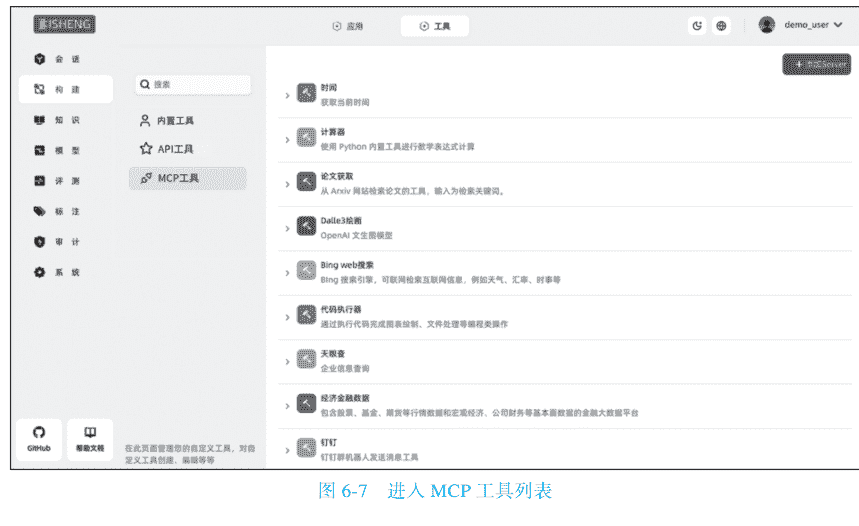 BISHENG
应用
工具
demo_user
会 话
构 建
知 识
模 型
评 测
标 注
审 计
系 统
GitHub
帮助文档
搜索
内置工具
API工具
MCP工具
在此页面管理您的自定义工具，对自
定义工具创建、编辑等等
+ 添加Server
时间
获取当前时间
计算器
使用 Python 内置工具进行数学表达式计算
论文获取
从 Arxiv 网站检索论文的工具，输入为检索关键词。
Dalle3绘画
OpenAI 文生图模型
Bing web搜索
Bing 搜索引擎，可联网检索互联网信息，例如天气、汇率、时事等
代码执行器
通过执行代码完成图表绘制、文件处理等编程类操作
天眼查
企业信息查询
经济金融数据
包含股票、基金、期货等行情数据和宏观经济、公司财务等基本面数据的金融大数据平台
钉钉
钉钉群机器人发送消息工具
图 6-7 进入 MCP 工具列表